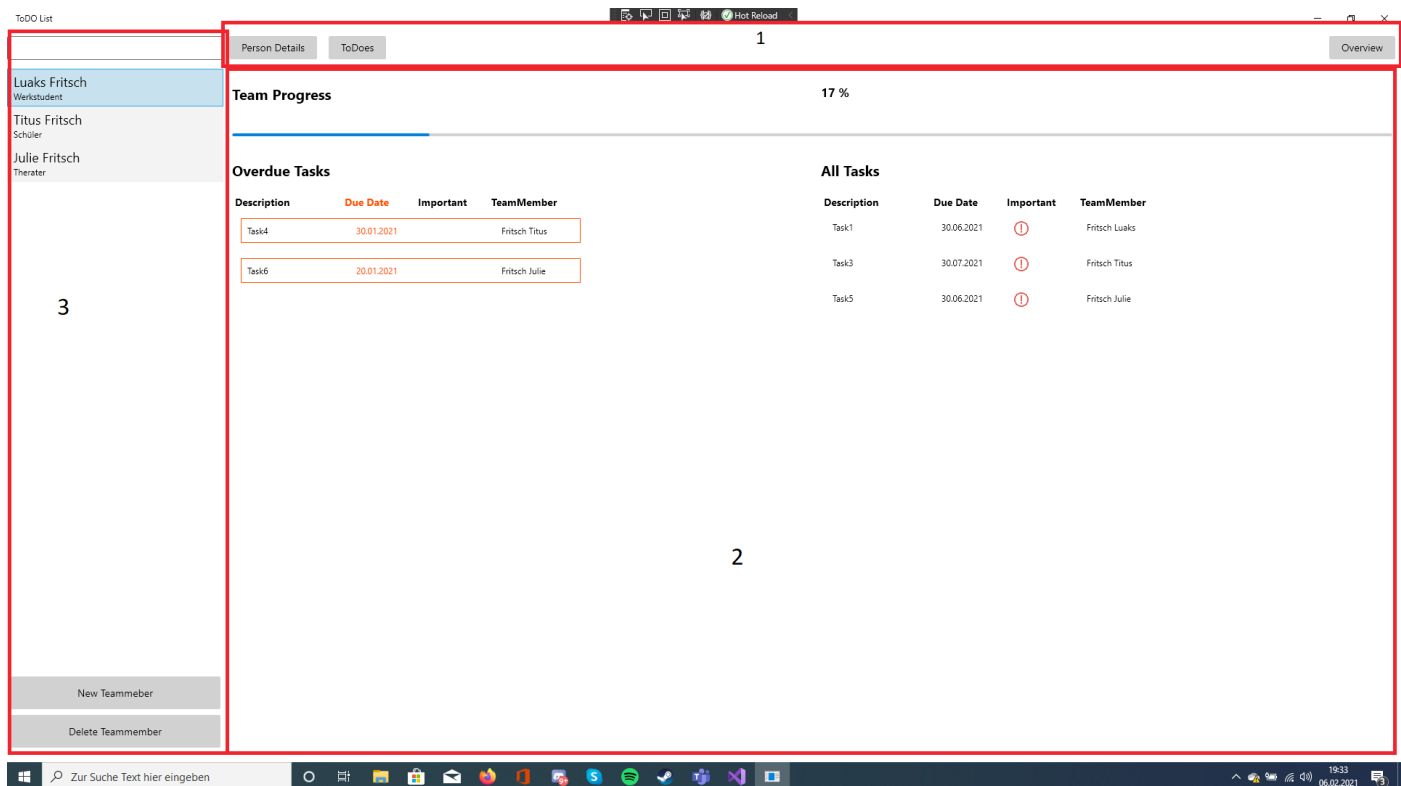 ToDO List
Hot Reload
1
Person Details ToDoes Overview
Luaks Fritsch
Werkstudent
Titus Fritsch
Schüler
Julie Fritsch
Therater
3
New Teammeber
Delete Teammember
Team Progress 17 %
Overdue Tasks
Description Due Date Important TeamMember
Task4 30.01.2021 Fritsch Titus
Task6 20.01.2021 Fritsch Julie
All Tasks
Description Due Date Important TeamMember
Task1 30.06.2021 Fritsch Luaks
Task3 30.07.2021 Fritsch Titus
Task5 30.06.2021 Fritsch Julie
2
Zur Suche Text hier eingeben
19:33
06.02.2021